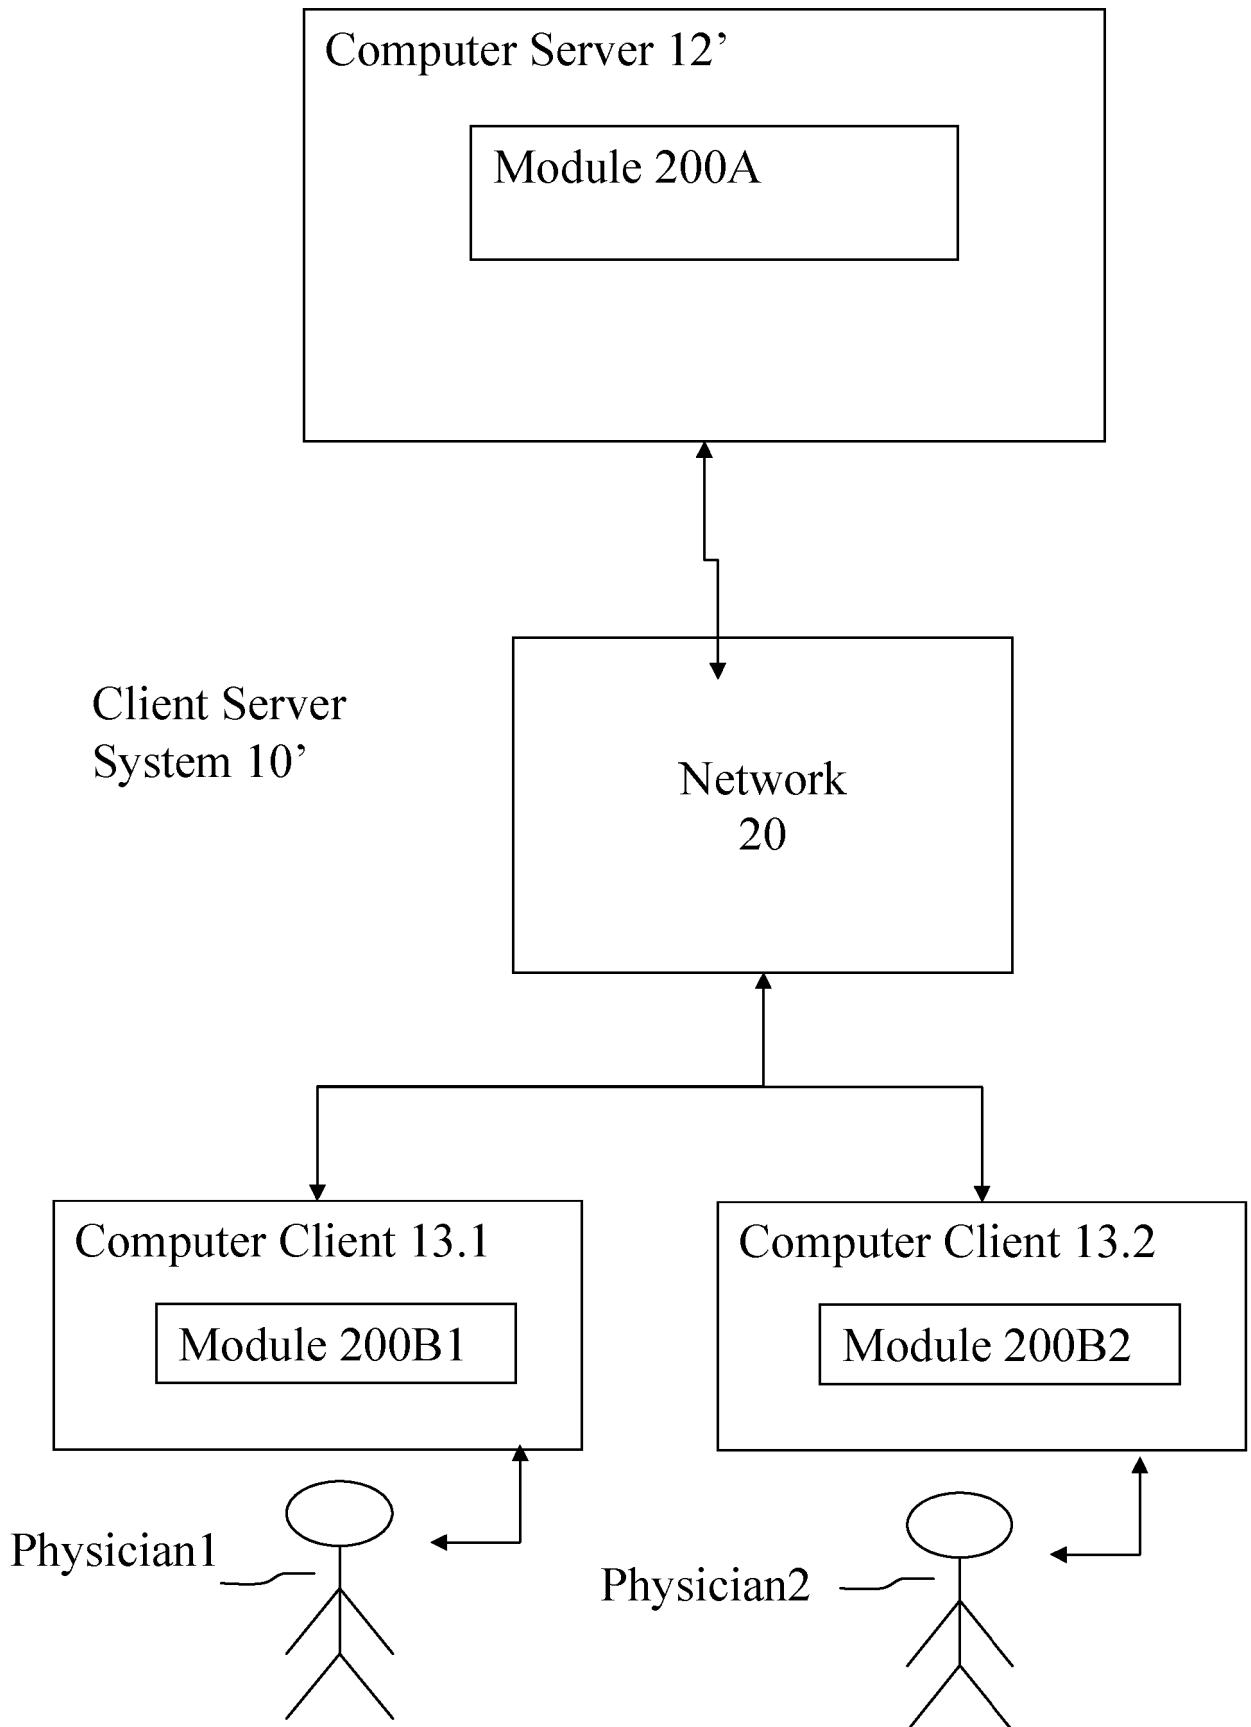 Computer Server 12’
Module 200A
Client Server
System 10’
Network
20
Computer Client 13.1
Module 200B1
Computer Client 13.2
Module 200B2
Physician1
Physician2